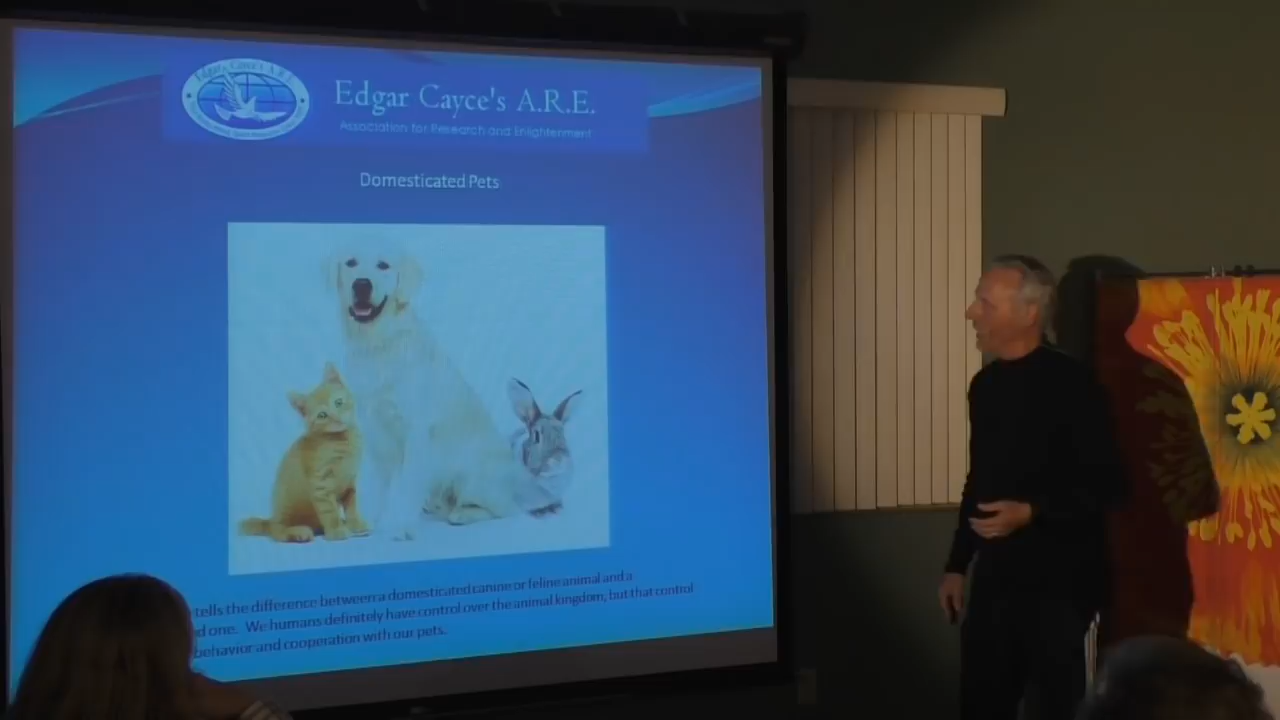 Edgar Cayce's A.R.E.
Edgar Cayce's A.R.E.
Association for Research and Enlightenment
Domesticated Pets
tells the difference between a domesticated canine or feline animal and a
d one. We humans definitely have control over the animal kingdom, but that control
behavior and cooperation with our pets.